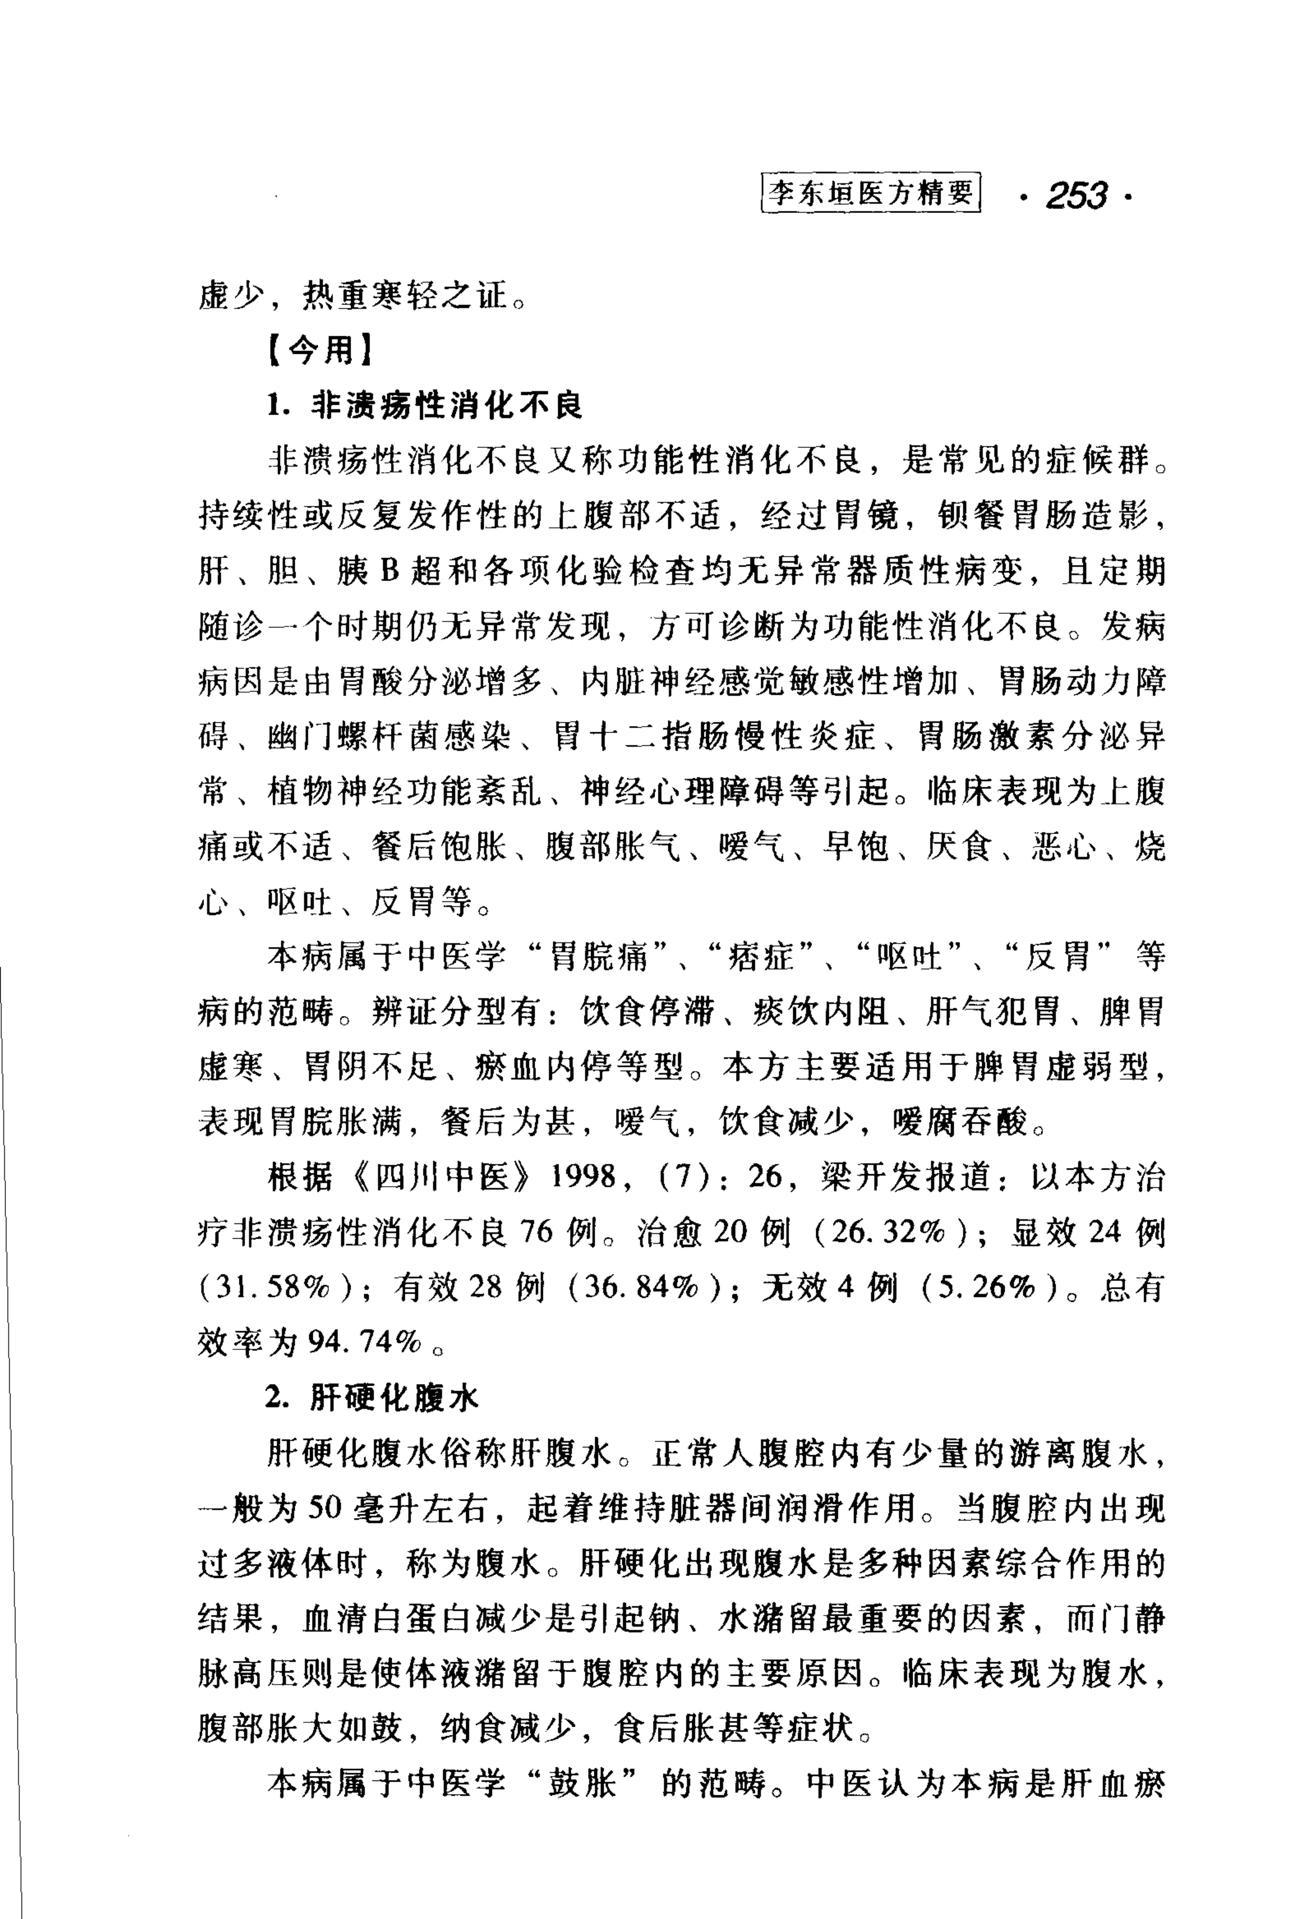 李东垣医方精要 · 253 ·
虚少，热重寒轻之证。
【今用】
1. 非溃疡性消化不良
非溃疡性消化不良又称功能性消化不良，是常见的症候群。
持续性或反复发作性的上腹部不适，经过胃镜，钡餐胃肠造影，
肝、胆、胰 B 超和各项化验检查均无异常器质性病变，且定期
随诊一个时期仍无异常发现，方可诊断为功能性消化不良。发病
病因是由胃酸分泌增多、内脏神经感觉敏感性增加、胃肠动力障
碍、幽门螺杆菌感染、胃十二指肠慢性炎症、胃肠激素分泌异
常、植物神经功能紊乱、神经心理障碍等引起。临床表现为上腹
痛或不适、餐后饱胀、腹部胀气、嗳气、早饱、厌食、恶心、烧
心、呕吐、反胃等。
本病属于中医学“胃脘痛”、“痞症”、“呕吐”、“反胃”等
病的范畴。辨证分型有：饮食停滞、痰饮内阻、肝气犯胃、脾胃
虚寒、胃阴不足、瘀血内停等型。本方主要适用于脾胃虚弱型，
表现胃脘胀满，餐后为甚，嗳气，饮食减少，嗳腐吞酸。
根据《四川中医》1998，(7)：26，梁开发报道：以本方治
疗非溃疡性消化不良 76 例。治愈 20 例（26.32%）；显效 24 例
（31.58%）；有效 28 例（36.84%）；无效 4 例（5.26%）。总有
效率为 94.74%。
2. 肝硬化腹水
肝硬化腹水俗称肝腹水。正常人腹腔内有少量的游离腹水，
一般为 50 毫升左右，起着维持脏器间润滑作用。当腹腔内出现
过多液体时，称为腹水。肝硬化出现腹水是多种因素综合作用的
结果，血清白蛋白减少是引起钠、水潴留最重要的因素，而门静
脉高压则是使体液潴留于腹腔内的主要原因。临床表现为腹水，
腹部胀大如鼓，纳食减少，食后胀甚等症状。
本病属于中医学“鼓胀”的范畴。中医认为本病是肝血瘀